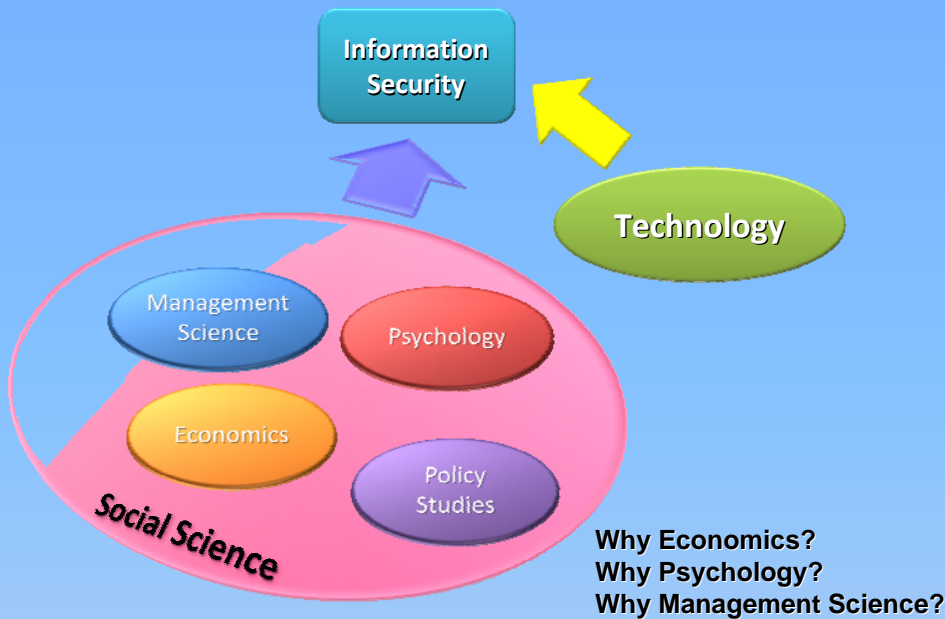 Information
Security
Technology
Management
Science
Psychology
Economics
Policy
Studies
Social Science
Why Economics?
Why Psychology?
Why Management Science?